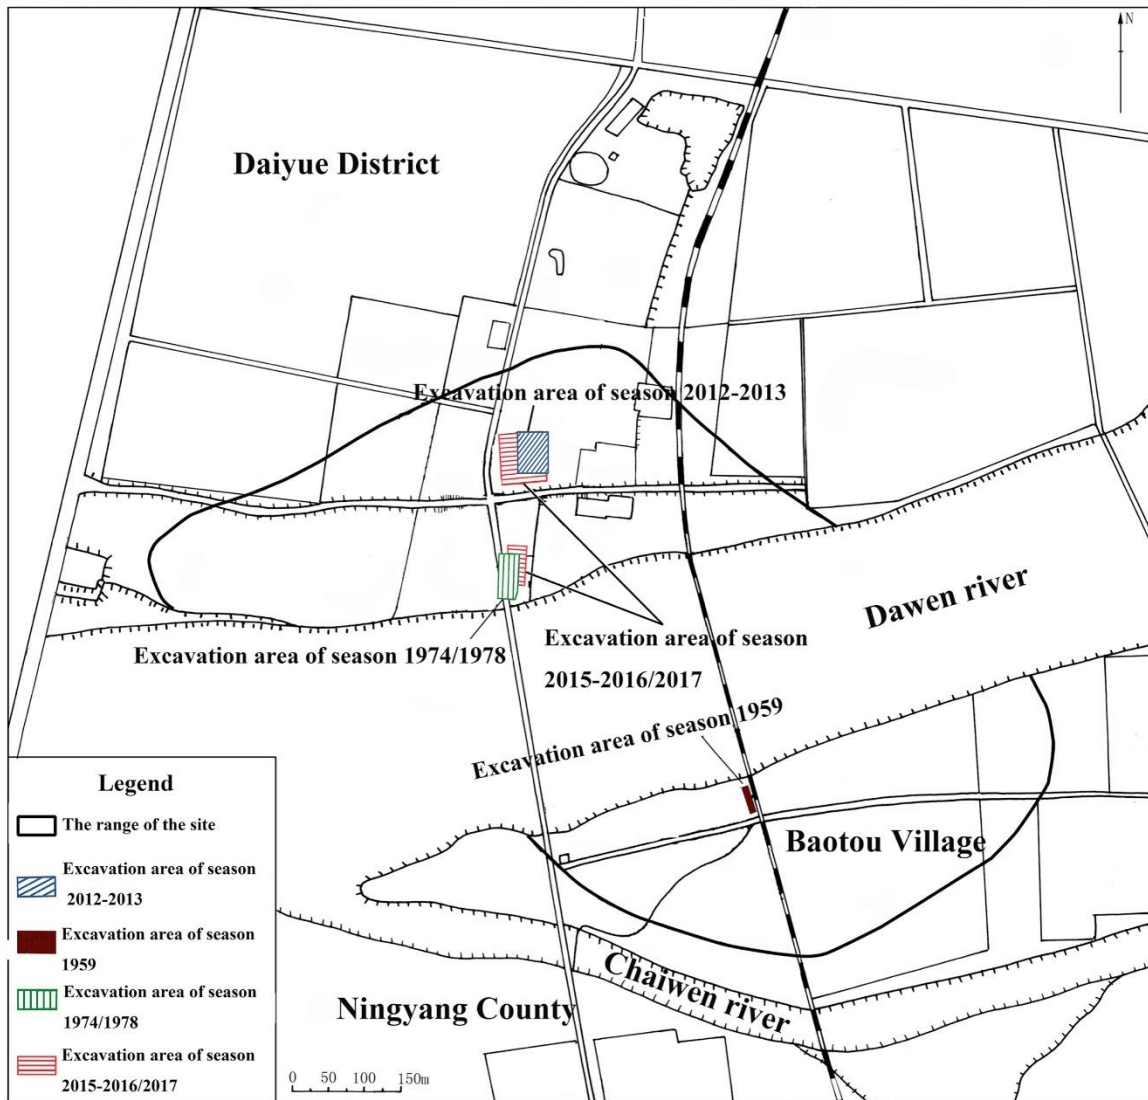 N
Daiyue District
Excavation area of season 2012-2013
Dawen river
Excavation area of season 1974/1978
Excavation area of season
2015-2016/2017
Excavation area of season 1959
Baotou Village
Chaiwen river
Ningyang County
Legend
The range of the site
Excavation area of season
2012-2013
Excavation area of season
1959
Excavation area of season
1974/1978
Excavation area of season
2015-2016/2017
0 50 100 150m